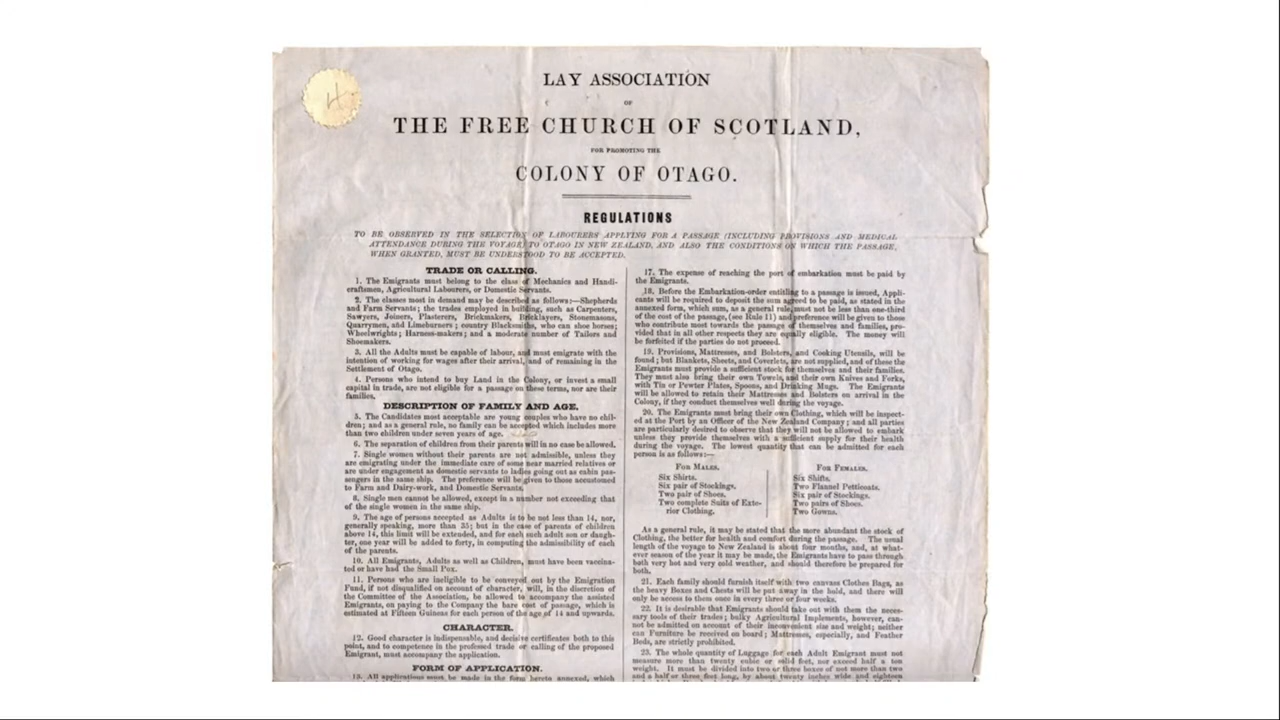 4
LAY ASSOCIATION
OF
THE FREE CHURCH OF SCOTLAND,
FOR PROMOTING THE
COLONY OF OTAGO.
REGULATIONS
TO BE OBSERVED IN THE SELECTION OF LABOURERS APPLYING FOR A PASSAGE (INCLUDING PROVISIONS AND MEDICAL
ATTENDANCE DURING THE VOYAGE) TO OTAGO IN NEW ZEALAND, AND ALSO THE CONDITIONS ON WHICH THE PASSAGE,
WHEN GRANTED, MUST BE UNDERSTOOD TO BE ACCEPTED.
TRADE OR CALLING.
1. The Emigrants must belong to the class of Mechanics and Handi-
craftsmen, Agricultural Labourers, or Domestic Servants.
2. The classes most in demand may be described as follows:—Shepherds
and Farm Servants; the trades employed in building, such as Carpenters,
Sawyers, Joiners, Plasterers, Brickmakers, Bricklayers, Stonemasons,
Quarrymen, and Limeburners; country Blacksmiths, who can shoe horses;
Wheelwrights; Harness-makers; and a moderate number of Tailors and
Shoemakers.
3. All the Adults must be capable of labour, and must emigrate with the
intention of working for wages after their arrival, and of remaining in the
Settlement of Otago.
4. Persons who intend to buy Land in the Colony, or invest a small
capital in trade, are not eligible for a passage on these terms, nor are their
families.
DESCRIPTION OF FAMILY AND AGE.
5. The Candidates most acceptable are young couples who have no chil-
dren; and as a general rule, no family can be accepted which includes more
than two children under seven years of age.
6. The separation of children from their parents will in no case be allowed.
7. Single women without their parents are not admissible, unless they
are emigrating under the immediate care of some near married relatives or
are under engagement as domestic servants to ladies going out as cabin pas-
sengers in the same ship. The preference will be given to those accustomed
to Farm and Dairy-work, and Domestic Servants.
8. Single men cannot be allowed, except in a number not exceeding that
of the single women in the same ship.
9. The age of persons accepted as Adults is to be not less than 14, nor,
generally speaking, more than 35; but in the case of parents of children
above 14, this limit will be extended, and for each such adult son or daugh-
ter, one year will be added to forty, in computing the admissibility of each
of the parents.
10. All Emigrants, Adults as well as Children, must have been vaccina-
ted or have had the Small Pox.
11. Persons who are ineligible to be conveyed out by the Emigration
Fund, if not disqualified on account of character, will, in the discretion of
the Committee of the Association, be allowed to accompany the assisted
Emigrants, on paying to the Company the bare cost of passage, which is
estimated at Fifteen Guineas for each person of the age of 14 and upwards.
CHARACTER.
12. Good character is indispensable, and decisive certificates both to this
point, and to competence in the professed trade or calling of the proposed
Emigrant, must accompany the application.
FORM OF APPLICATION.
13. All applications must be made in the form hereto annexed, which
17. The expense of reaching the port of embarkation must be paid by
the Emigrants.
18. Before the Embarkation-order entitling to a passage is issued, Appli-
cants will be required to deposit the sum agreed to be paid, as stated in the
annexed form, which sum, as a general rule, must not be less than one-third
of the cost of the passage, (see Rule 11) and preference will be given to those
who contribute most towards the passage of themselves and families, pro-
vided that in all other respects they are equally eligible. The money will
be forfeited if the parties do not proceed.
19. Provisions, Mattresses, and Bolsters, and Cooking Utensils, will be
found; but Blankets, Sheets, and Coverlets, are not supplied, and of these the
Emigrants must provide a sufficient stock for themselves and their families.
They must also bring their own Towels, and their own Knives and Forks,
with Tin or Pewter Plates, Spoons, and Drinking Mugs. The Emigrants
will be allowed to retain their Mattresses and Bolsters on arrival in the
Colony, if they conduct themselves well during the voyage.
20. The Emigrants must bring their own Clothing, which will be inspect-
ed at the Port by an Officer of the New Zealand Company; and all parties
are particularly desired to observe that they will not be allowed to embark
unless they provide themselves with a sufficient supply for their health
during the voyage. The lowest quantity that can be admitted for each
person is as follows:—
FOR MALES.
Six Shirts.
Six pair of Stockings.
Two pair of Shoes.
Two complete Suits of Exte-
rior Clothing.
FOR FEMALES.
Six Shifts.
Two Flannel Petticoats.
Six pair of Stockings.
Two pairs of Shoes.
Two Gowns.
As a general rule, it may be stated that the more abundant the stock of
Clothing, the better for health and comfort during the passage. The usual
length of the voyage to New Zealand is about four months, and, at what-
ever season of the year it may be made, the Emigrants have to pass through
both very hot and very cold weather, and should therefore be prepared for
both.
21. Each family should furnish itself with two canvass Clothes Bags, as
the heavy Boxes and Chests will be put away in the hold, and there will
only be access to them once in every three or four weeks.
22. It is desirable that Emigrants should take out with them the neces-
sary tools of their trades; bulky Agricultural Implements, however, can-
not be admitted on account of their inconvenient size and weight; neither
can Furniture be received on board; Mattresses, especially, and Feather
Beds, are strictly prohibited.
23. The whole quantity of Luggage for each Adult Emigrant must not
measure more than twenty cubic or solid feet, nor exceed half a ton
weight. It must be divided into two or three boxes of not more than two
and a half or three feet long, by about twenty inches wide and eighteen